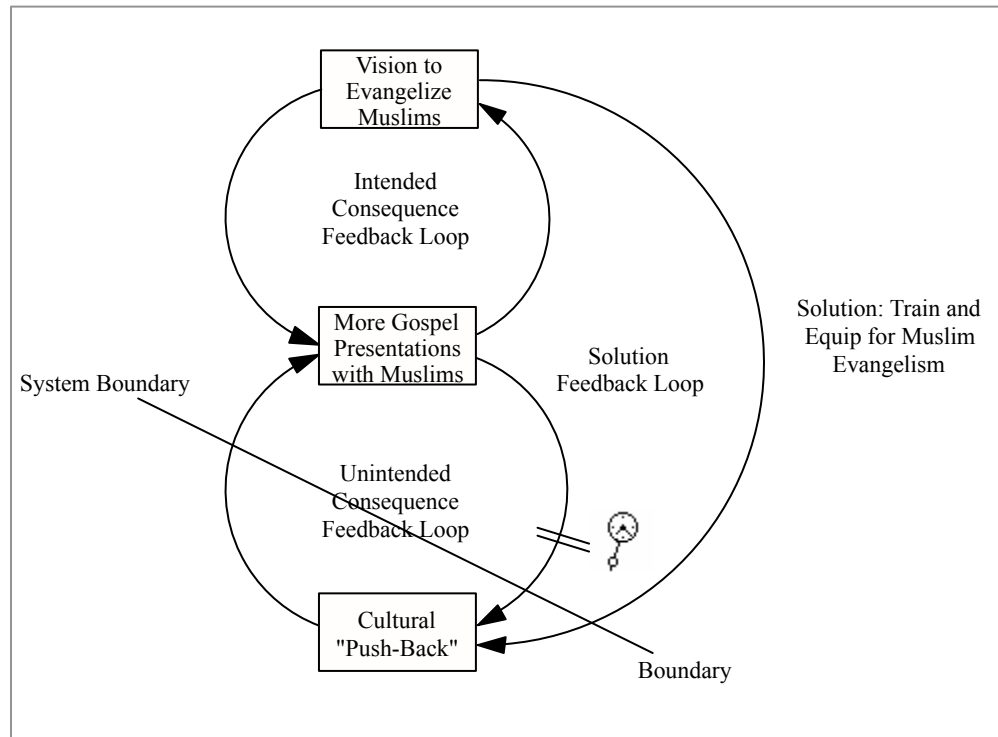 Vision to
Evangelize
Muslims
Intended
Consequence
Feedback Loop
More Gospel
Presentations
with Muslims
Solution: Train and
Equip for Muslim
Evangelism
Solution
Feedback Loop
System Boundary
Unintended
Consequence
Feedback Loop
Cultural
"Push-Back"
Boundary